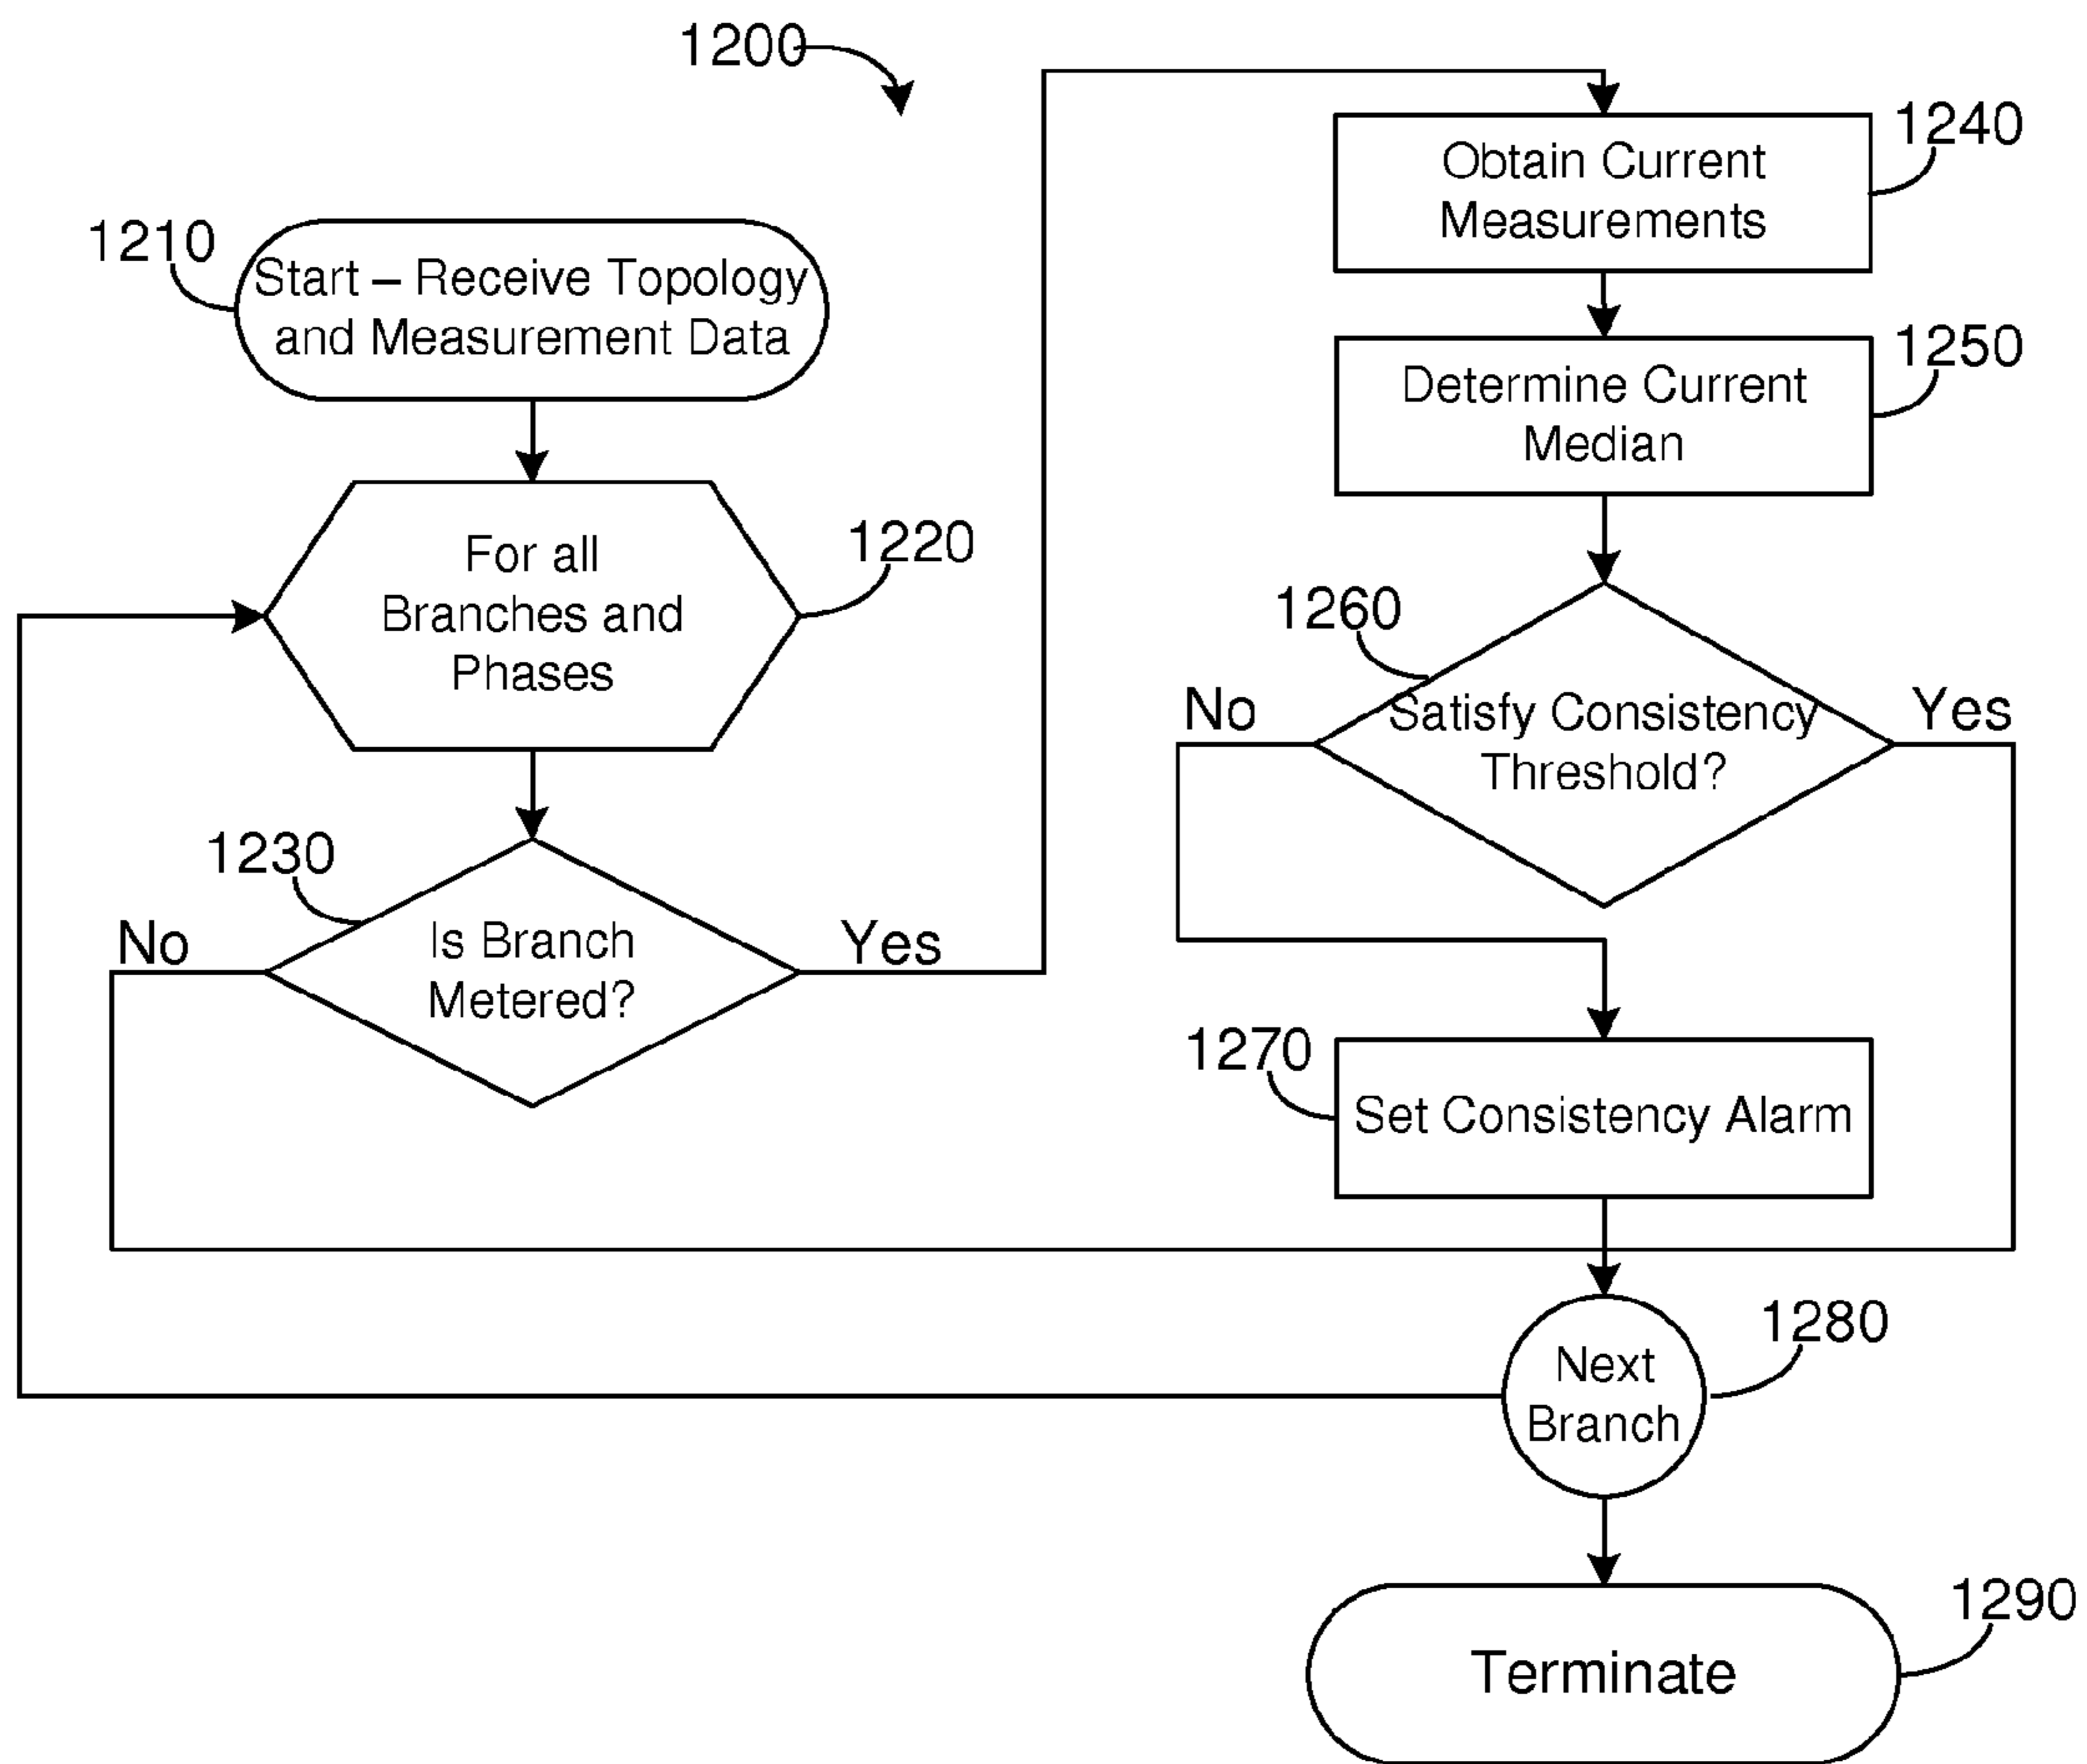 1200
1210
Start – Receive Topology
and Measurement Data
1220
For all
Branches and
Phases
1230
Is Branch
Metered?
No
Yes
1240
Obtain Current
Measurements
1250
Determine Current
Median
1260
Satisfy Consistency
Threshold?
No
Yes
1270
Set Consistency Alarm
1280
Next
Branch
1290
Terminate